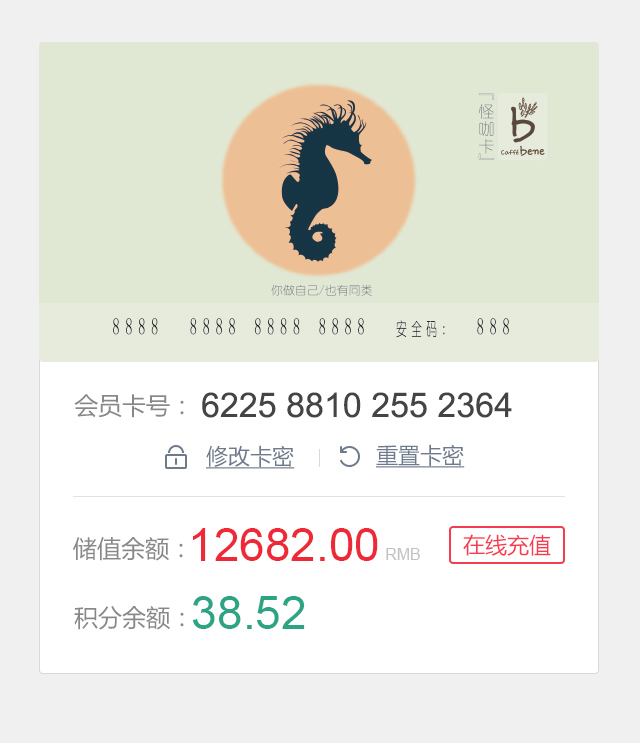 『怪咖卡』
b
caffé bene
你做自己/也有同类
8888 8888 8888 8888 安全码: 888
会员卡号: 6225 8810 255 2364
修改卡密 重置卡密
储值余额:12682.00 RMB 在线充值
积分余额:38.52